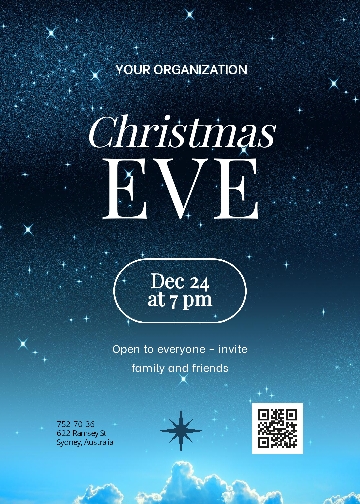 YOUR ORGANIZATION
Christmas
EVE
Dec 24
at 7 pm
Open to everyone – invite
family and friends
752-70-36
622 Ramsey St
Sydney, Australia